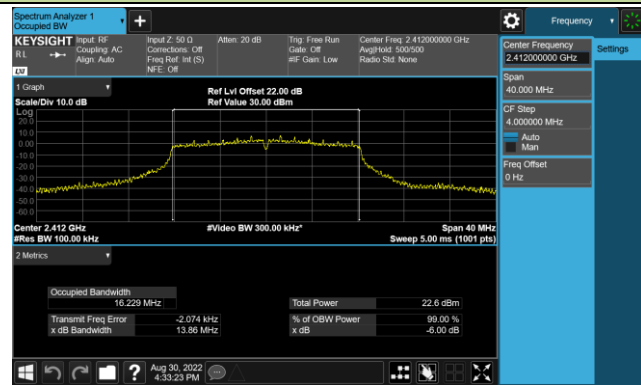 Spectrum Analyzer 1
Occupied BW
Frequency
KEYSIGHT
Input: RF
Input Z: 50 Ω
Atten: 20 dB
Trig: Free Run
Center Freq: 2.412000000 GHz
RL
Coupling: AC
Corrections: Off
Gate: Off
Avg|Hold: 500/500
Align: Auto
Freq Ref: Int (S)
#IF Gain: Low
Radio Std: None
NFE: Off
LXI
Center Frequency
2.412000000 GHz
Settings
Span
40.000 MHz
CF Step
4.000000 MHz
Auto
Man
Freq Offset
0 Hz
1 Graph
Ref Lvl Offset 22.00 dB
Scale/Div 10.0 dB
Ref Value 30.00 dBm
Log
20.0
10.0
0.00
-10.0
-20.0
-30.0
-40.0
-50.0
-60.0
Center 2.412 GHz
#Video BW 300.00 kHz*
Span 40 MHz
#Res BW 100.00 kHz
Sweep 5.00 ms (1001 pts)
2 Metrics
Occupied Bandwidth
16.229 MHz
Total Power
22.6 dBm
Transmit Freq Error
-2.074 kHz
% of OBW Power
99.00 %
x dB Bandwidth
13.86 MHz
x dB
-6.00 dB
?
Aug 30, 2022
4:33:23 PM